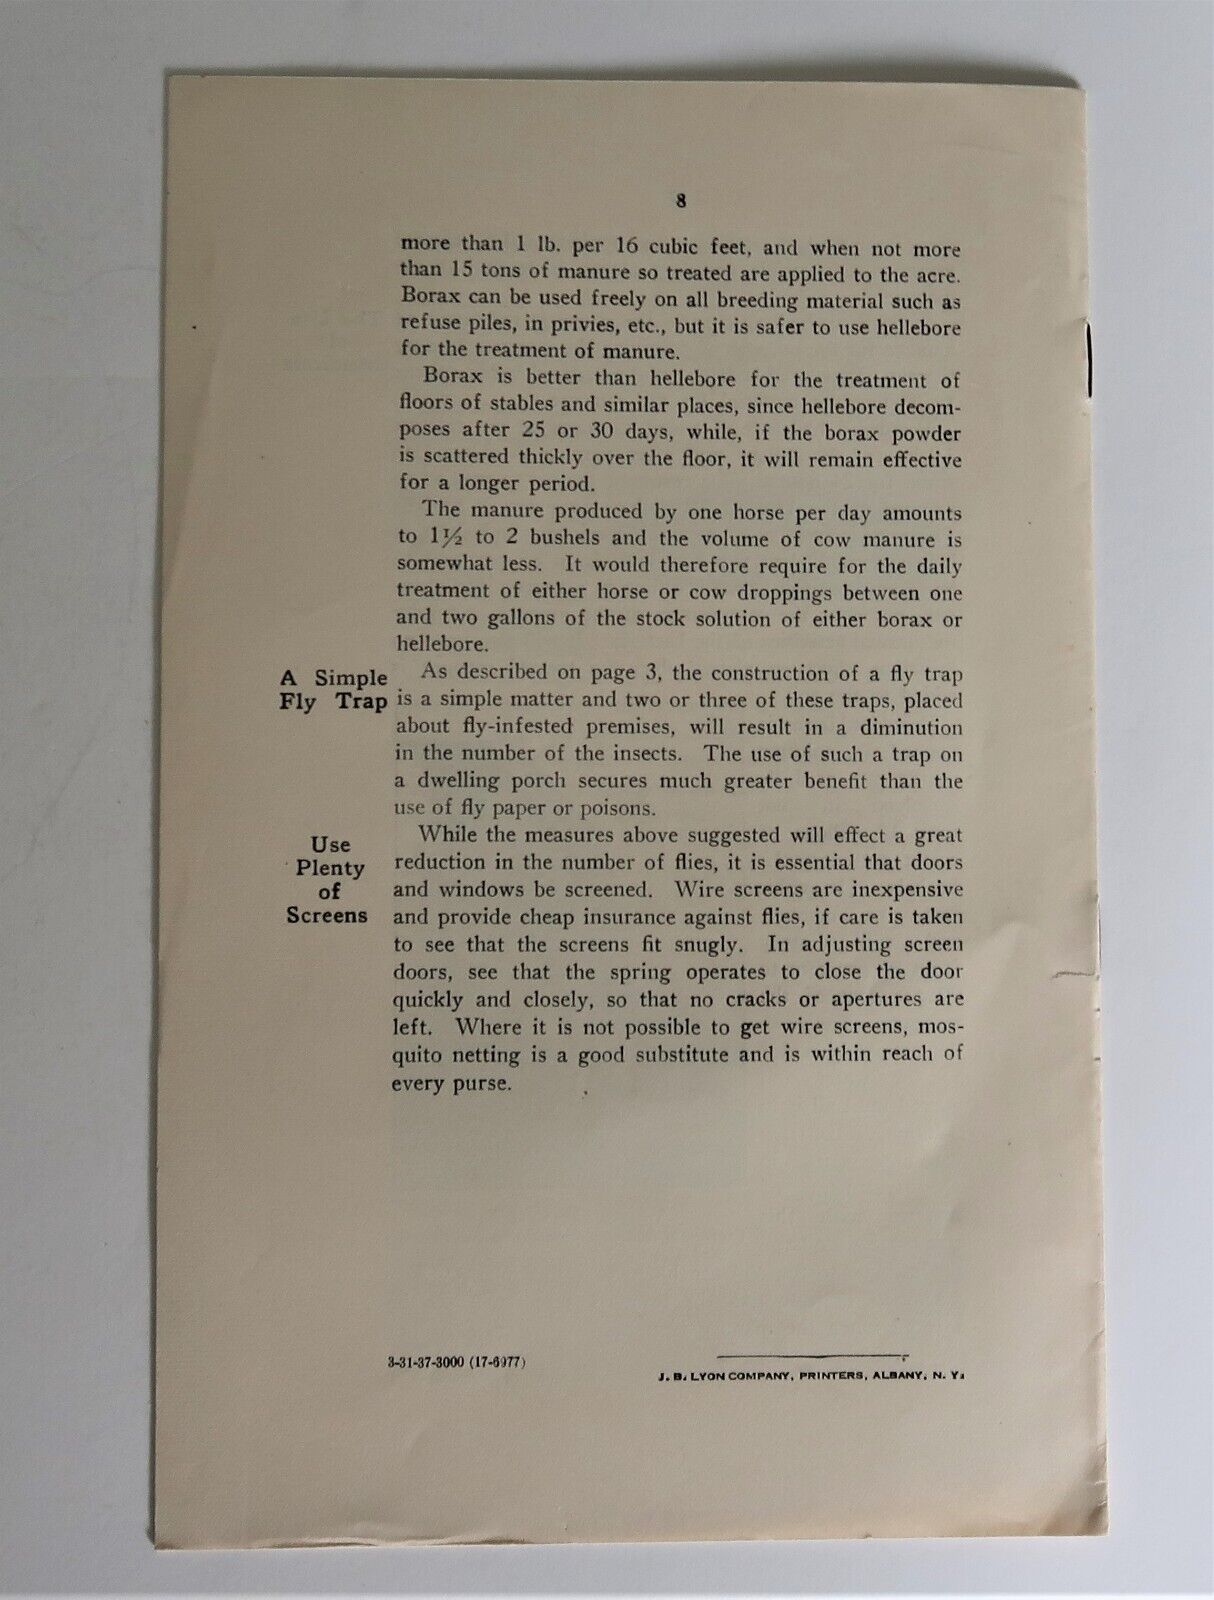 8
more than 1 lb. per 16 cubic feet, and when not more
than 15 tons of manure so treated are applied to the acre.
Borax can be used freely on all breeding material such as
refuse piles, in privies, etc., but it is safer to use hellebore
for the treatment of manure.
Borax is better than hellebore for the treatment of
floors of stables and similar places, since hellebore decom-
poses after 25 or 30 days, while, if the borax powder
is scattered thickly over the floor, it will remain effective
for a longer period.
The manure produced by one horse per day amounts
to 1½ to 2 bushels and the volume of cow manure is
somewhat less. It would therefore require for the daily
treatment of either horse or cow droppings between one
and two gallons of the stock solution of either borax or
hellebore.
A Simple
Fly Trap
As described on page 3, the construction of a fly trap
is a simple matter and two or three of these traps, placed
about fly-infested premises, will result in a diminution
in the number of the insects. The use of such a trap on
a dwelling porch secures much greater benefit than the
use of fly paper or poisons.
Use
Plenty
of
Screens
While the measures above suggested will effect a great
reduction in the number of flies, it is essential that doors
and windows be screened. Wire screens are inexpensive
and provide cheap insurance against flies, if care is taken
to see that the screens fit snugly. In adjusting screen
doors, see that the spring operates to close the door
quickly and closely, so that no cracks or apertures are
left. Where it is not possible to get wire screens, mos-
quito netting is a good substitute and is within reach of
every purse.
3-31-37-3000 (17-6977)
J. B. LYON COMPANY, PRINTERS, ALBANY, N. Y.